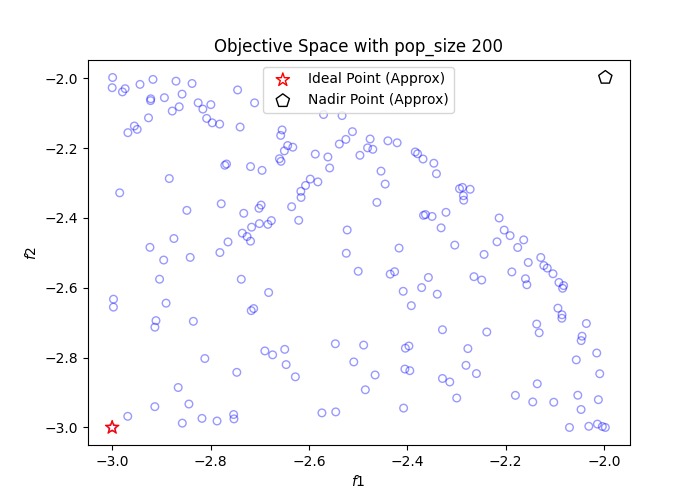 Objective Space with pop_size 200
Ideal Point (Approx)
Nadir Point (Approx)
−2.0
−2.2
−2.4
−2.6
−2.8
−3.0
f2
−3.0
−2.8
−2.6
−2.4
−2.2
−2.0
f1